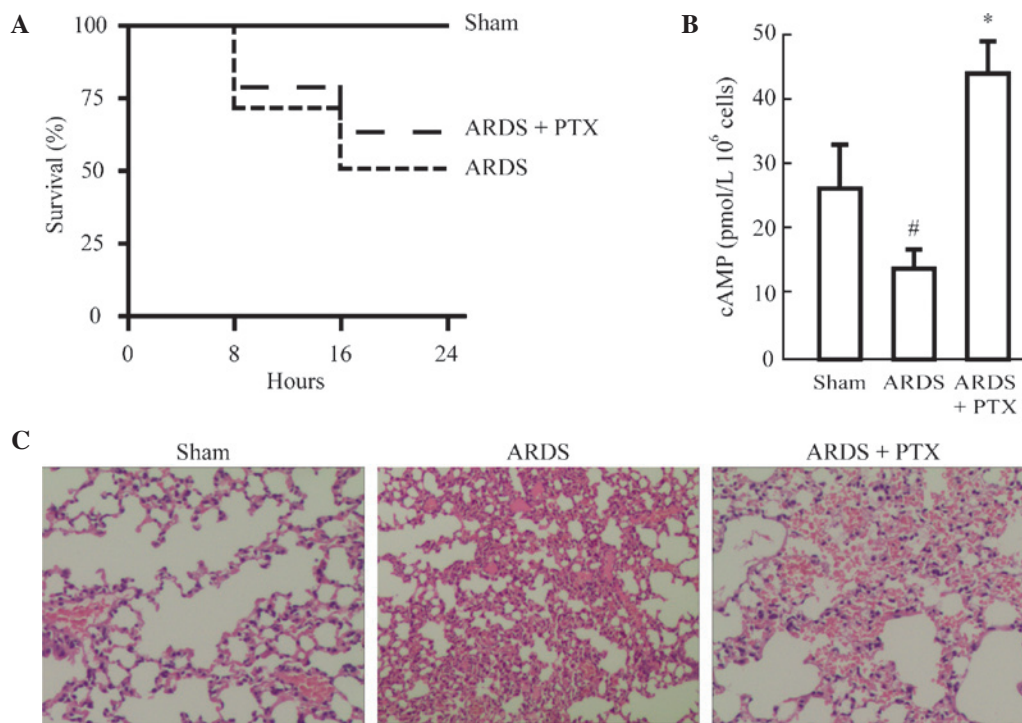 A
Survival (%)
100
75
50
25
0
0 8 16 24
Hours
Sham
ARDS + PTX
ARDS
B
cAMP (pmol/L 10⁶ cells)
50
40
30
20
10
0
#
*
Sham ARDS ARDS
+ PTX
C
Sham ARDS ARDS + PTX